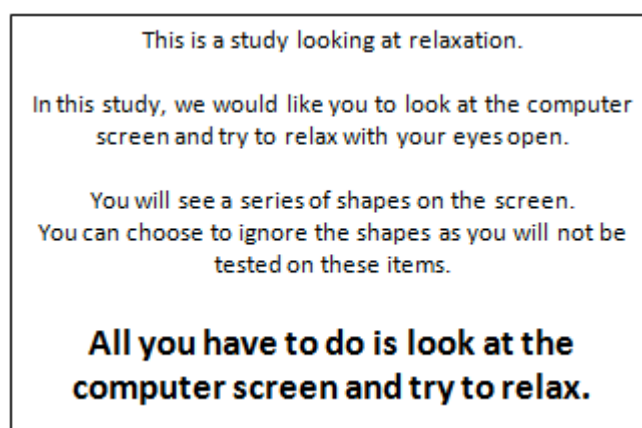 This is a study looking at relaxation.
In this study, we would like you to look at the computer
screen and try to relax with your eyes open.
You will see a series of shapes on the screen.
You can choose to ignore the shapes as you will not be
tested on these items.
All you have to do is look at the
computer screen and try to relax.